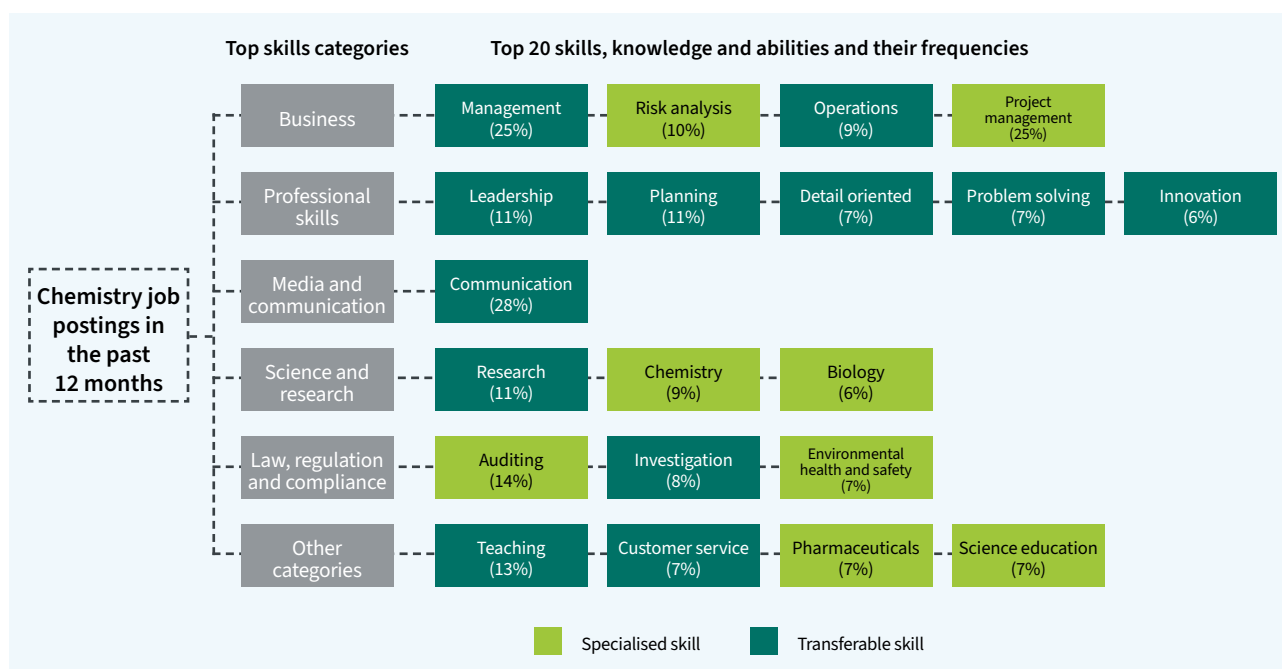 Top skills categories
Top 20 skills, knowledge and abilities and their frequencies
Business
Management
(25%)
Risk analysis
(10%)
Operations
(9%)
Project
management
(25%)
Professional
skills
Leadership
(11%)
Planning
(11%)
Detail oriented
(7%)
Problem solving
(7%)
Innovation
(6%)
Chemistry job
postings in
the past
12 months
Media and
communication
Communication
(28%)
Science and
research
Research
(11%)
Chemistry
(9%)
Biology
(6%)
Law, regulation
and compliance
Auditing
(14%)
Investigation
(8%)
Environmental
health and safety
(7%)
Other
categories
Teaching
(13%)
Customer service
(7%)
Pharmaceuticals
(7%)
Science education
(7%)
Specialised skill
Transferable skill